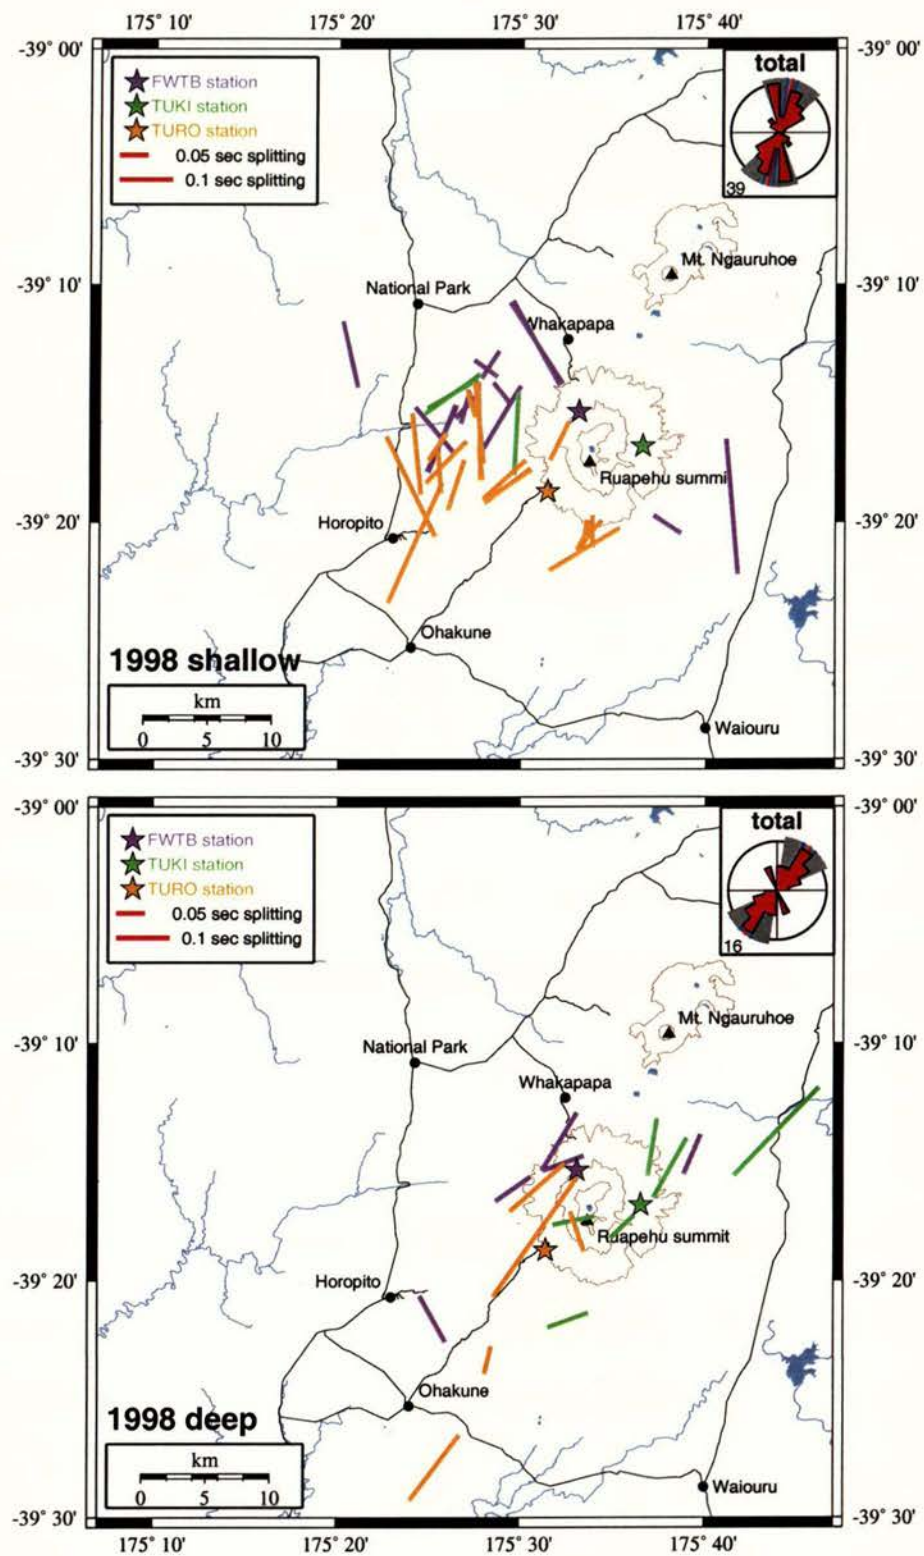 175° 10' 175° 20' 175° 30' 175° 40'
-39° 00' -39° 00'
FWTB station
TUKI station
TURO station
0.05 sec splitting
0.1 sec splitting
total
39
Mt. Ngauruhoe
-39° 10' -39° 10'
National Park
Whakapapa
Ruapehu summit
-39° 20' -39° 20'
Horopito
Ohakune
1998 shallow
km
0 5 10
Waiouru
-39° 30' -39° 30'
-39° 00' -39° 00'
FWTB station
TUKI station
TURO station
0.05 sec splitting
0.1 sec splitting
total
16
Mt. Ngauruhoe
-39° 10' -39° 10'
National Park
Whakapapa
Ruapehu summit
-39° 20' -39° 20'
Horopito
Ohakune
1998 deep
km
0 5 10
Waiouru
-39° 30' -39° 30'
175° 10' 175° 20' 175° 30' 175° 40'